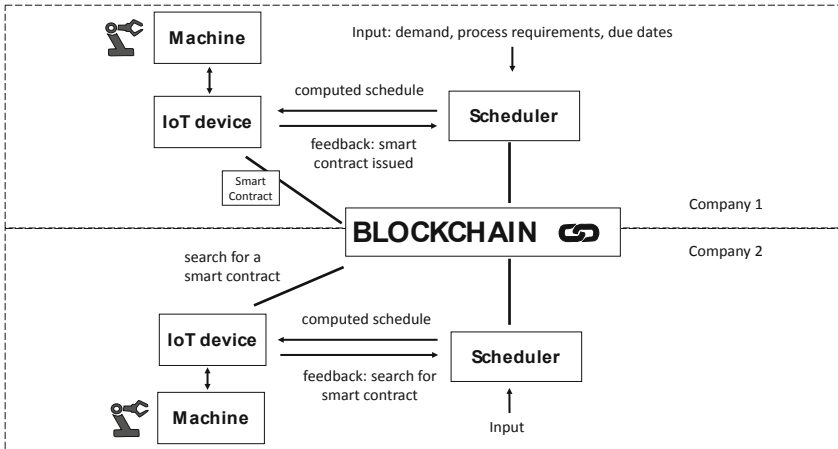 Machine
Input: demand, process requirements, due dates
computed schedule
IoT device
Scheduler
feedback: smart
contract issued
Smart
Contract
Company 1
BLOCKCHAIN
Company 2
search for a
smart contract
computed schedule
IoT device
Scheduler
feedback: search for
smart contract
Machine
Input